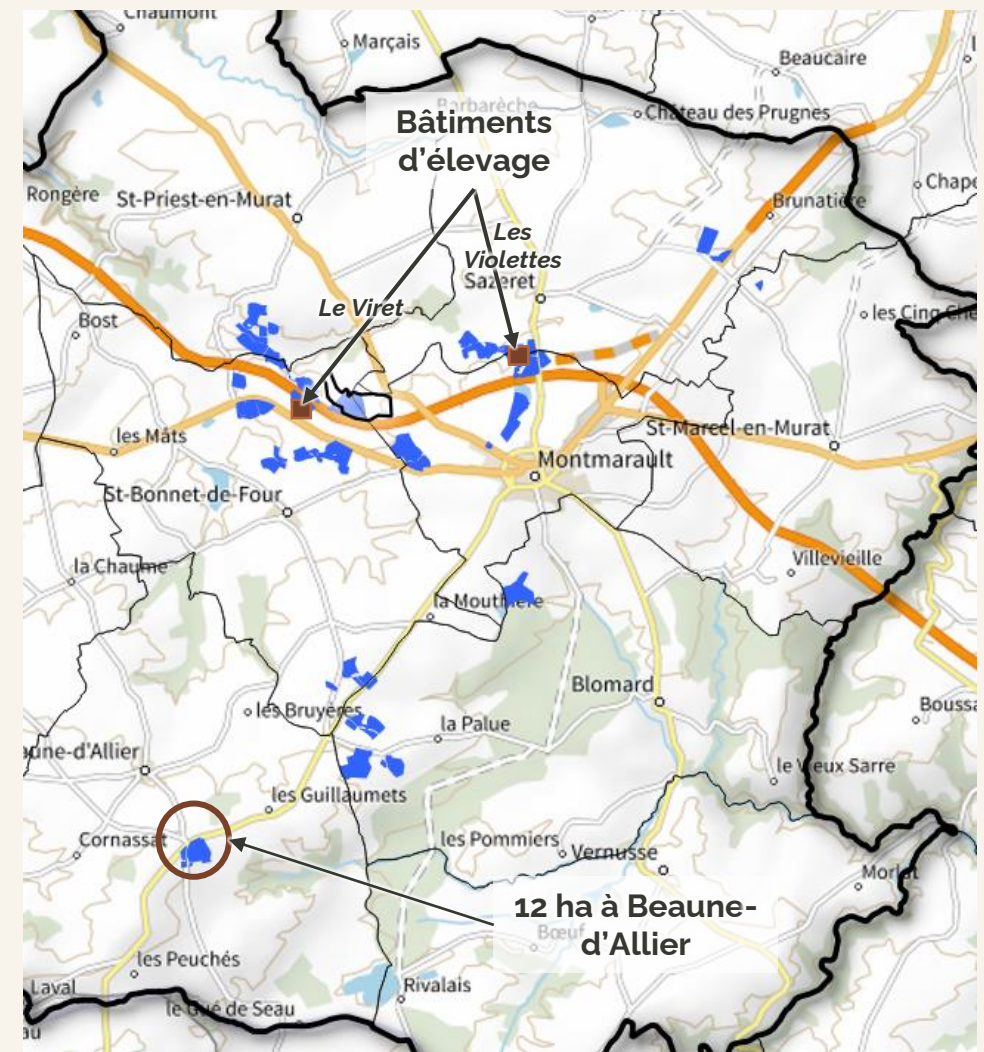 Chaumont
Marçais
Beaucaire
Barbarèche
Château des Prugnes
Bâtiments
d'élevage
Rongère
St-Priest-en-Murat
Chape
Brunatière
Les
Violettes
Sazeret
Le Viret
Bost
les Cinq Che
les Mâts
St-Marcel-en-Murat
Montmarault
St-Bonnet-de-Four
la Chaume
Villevieille
la Mouthière
Blomard
les Bruyères
la Palue
Boussa
aune-d'Allier
le Vieux Sarre
les Guillaumets
Cornassat
les Pommiers
Vernusse
Morlat
12 ha à Beaune-
d'Allier
Bœuf
les Peuchés
Laval
Rivalais
le Gué de Seau
au